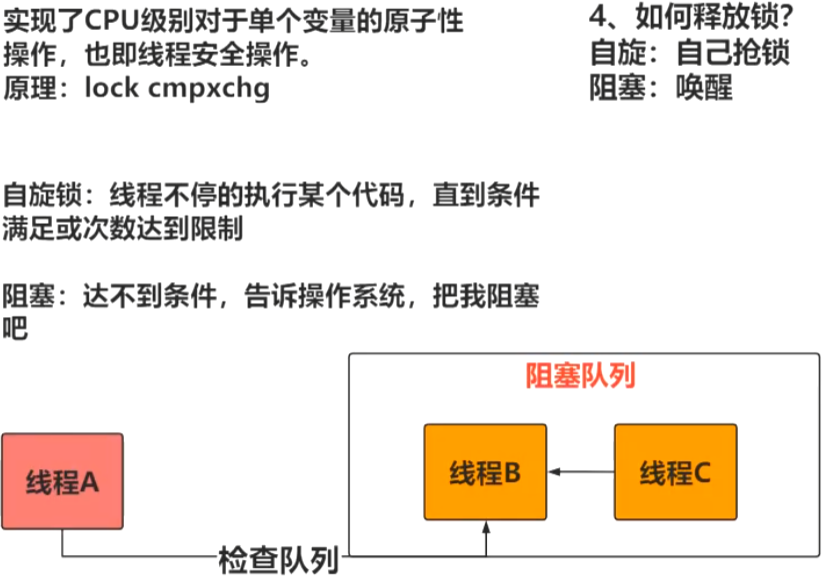 实现了CPU级别对于单个变量的原子性
操作，也即线程安全操作。
原理：lock cmpxchg
4、如何释放锁？
自旋：自己抢锁
阻塞：唤醒
自旋锁：线程不停的执行某个代码，直到条件
满足或次数达到限制
阻塞：达不到条件，告诉操作系统，把我阻塞
吧
阻塞队列
线程A
线程B
线程C
检查队列